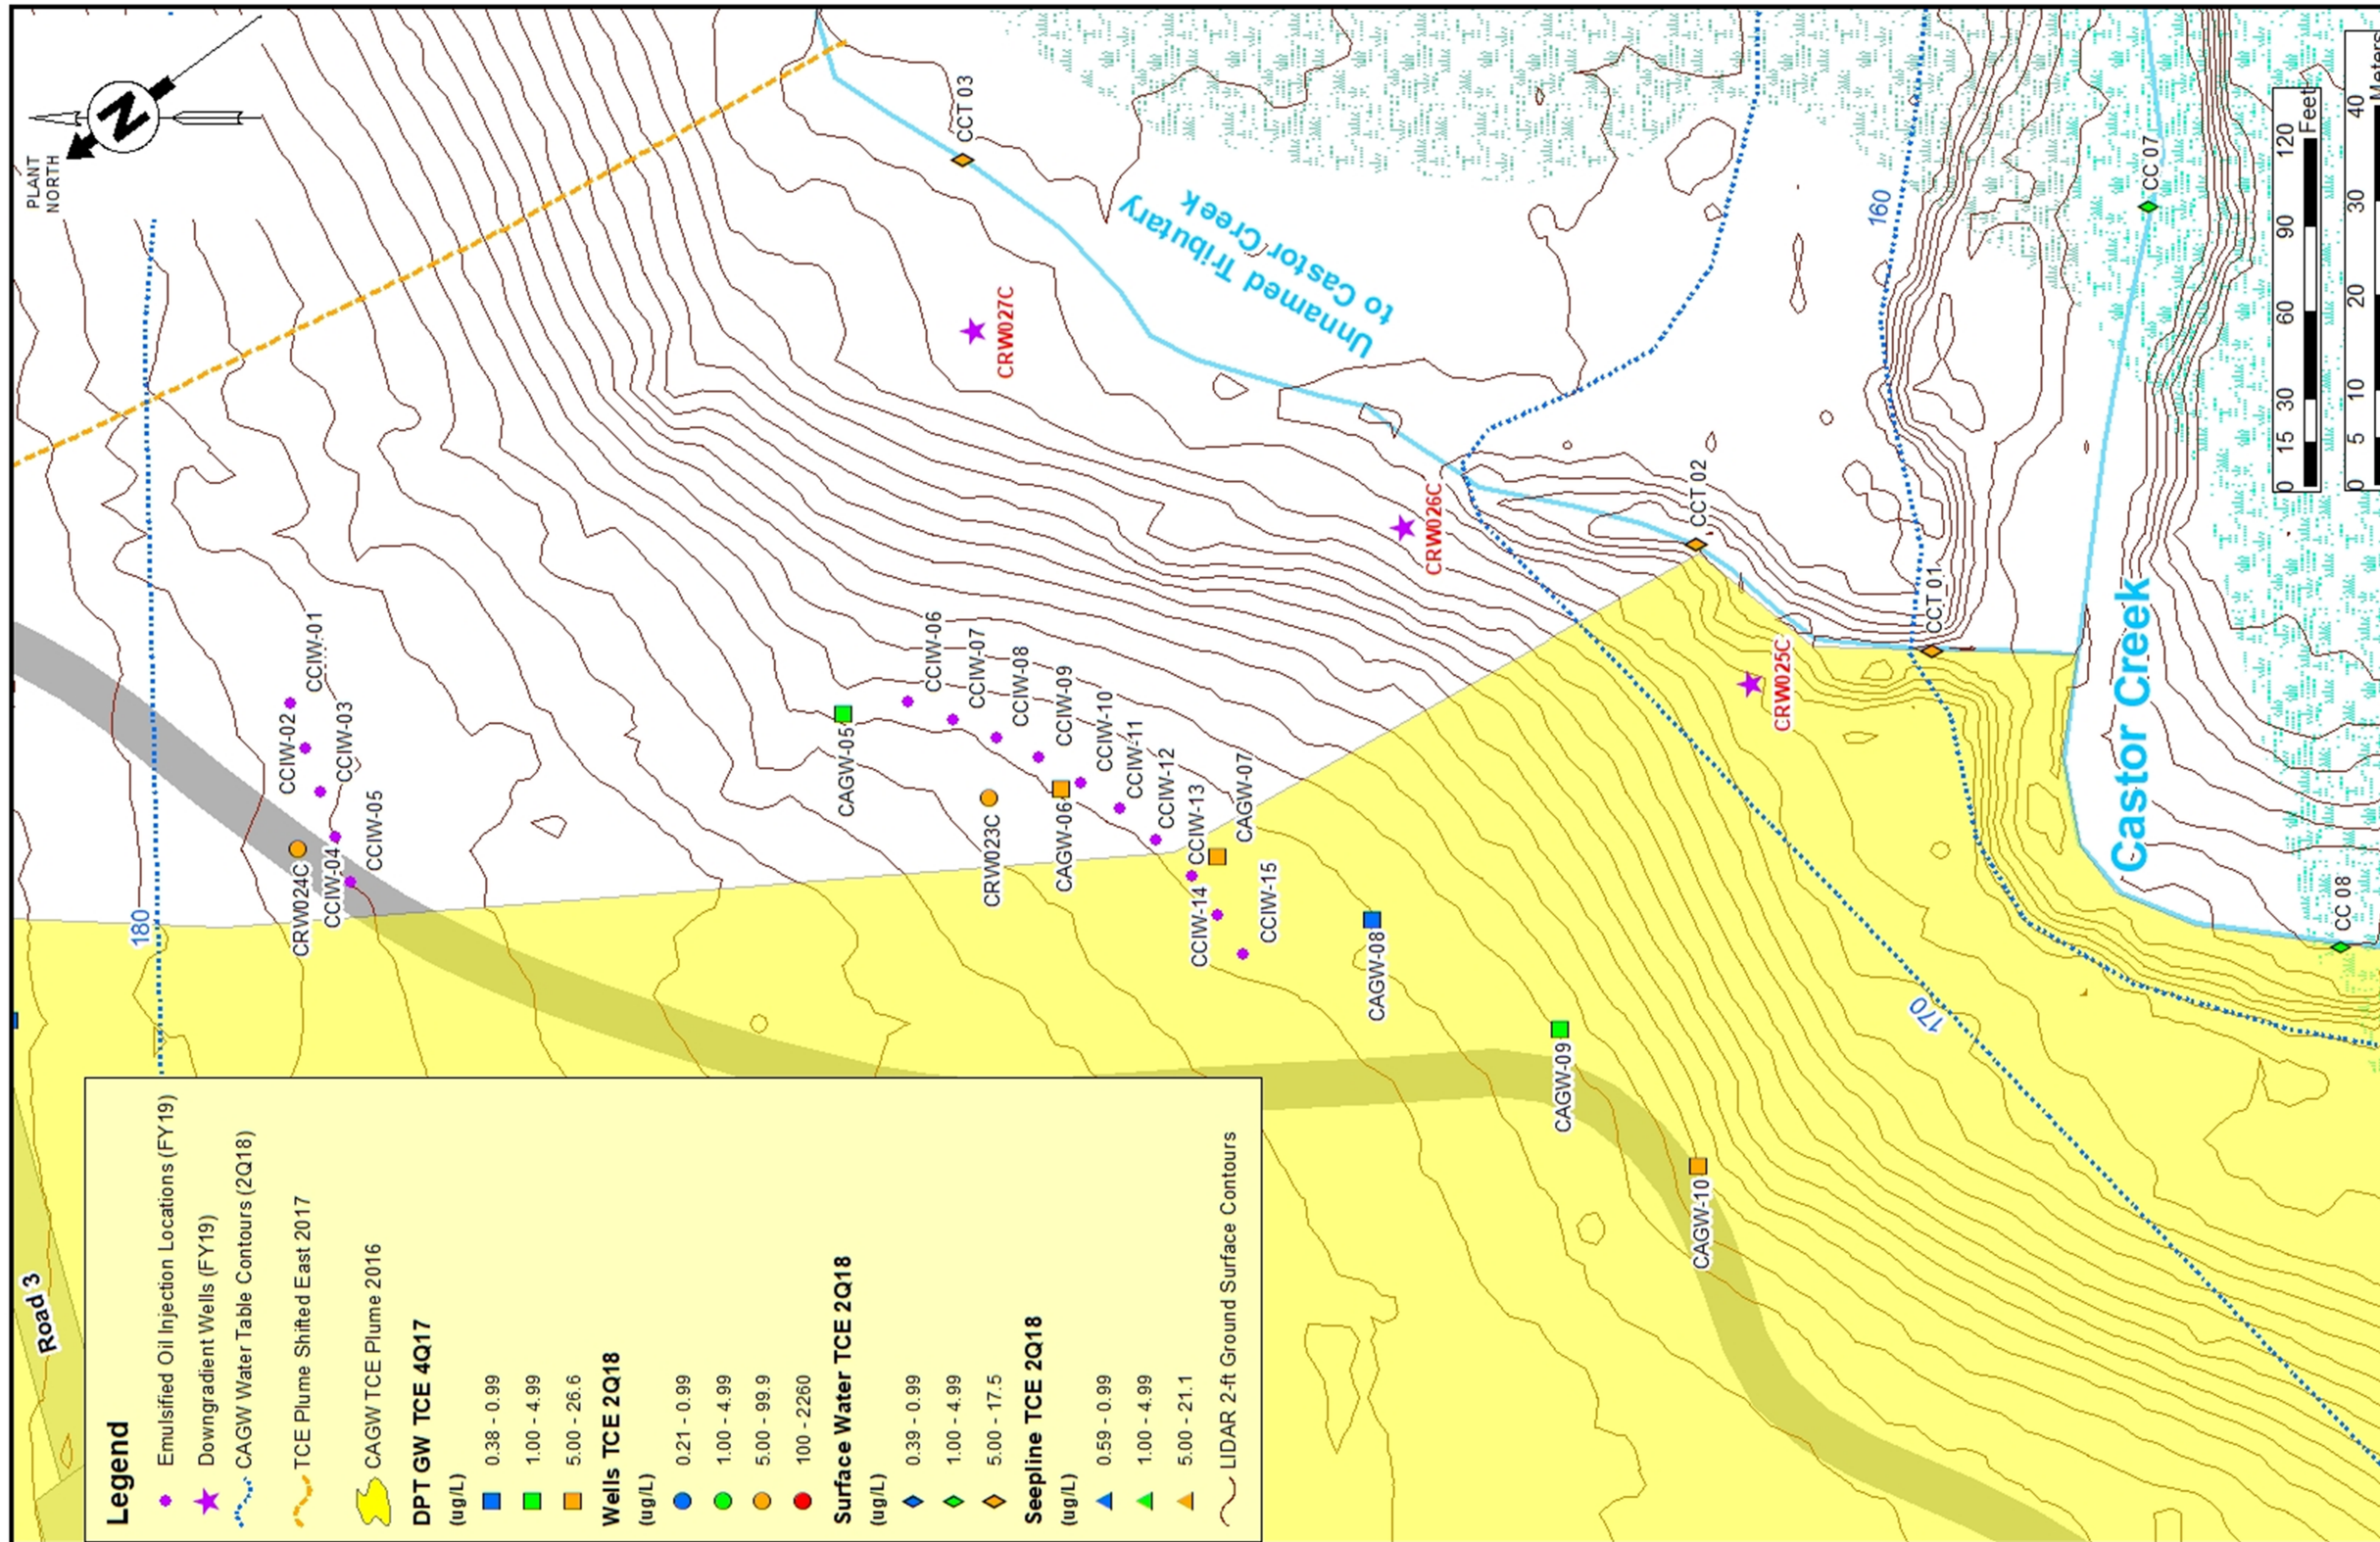 PLANT
NORTH
N
Road 3
180
CCIW-01
CCIW-02
CCIW-03
CCIW-04
CCIW-05
CRW024C
CAGW-05
CCIW-06
CCIW-07
CCIW-08
CCIW-09
CCIW-10
CCIW-11
CCIW-12
CCIW-13
CCIW-14
CCIW-15
CRW023C
CAGW-06
CAGW-07
CAGW-08
CAGW-09
CAGW-10
CCT 03
CRW027C
Unnamed Tributary
to Castor Creek
CRW026C
CCT 02
CRW025C
CCT 01
160
170
Castor Creek
CC 07
CC 08
0 15 30 60 90 120
Feet
0 5 10 20 30 40
Meters
Legend
Emulsified Oil Injection Locations (FY19)
Downgradient Wells (FY19)
CAGW Water Table Contours (2Q18)
TCE Plume Shifted East 2017
CAGW TCE Plume 2016
DPT GW TCE 4Q17
(ug/L)
0.38 - 0.99
1.00 - 4.99
5.00 - 26.6
Wells TCE 2Q18
(ug/L)
0.21 - 0.99
1.00 - 4.99
5.00 - 99.9
100 - 2260
Surface Water TCE 2Q18
(ug/L)
0.39 - 0.99
1.00 - 4.99
5.00 - 17.5
Seepline TCE 2Q18
(ug/L)
0.59 - 0.99
1.00 - 4.99
5.00 - 21.1
LIDAR 2-ft Ground Surface Contours